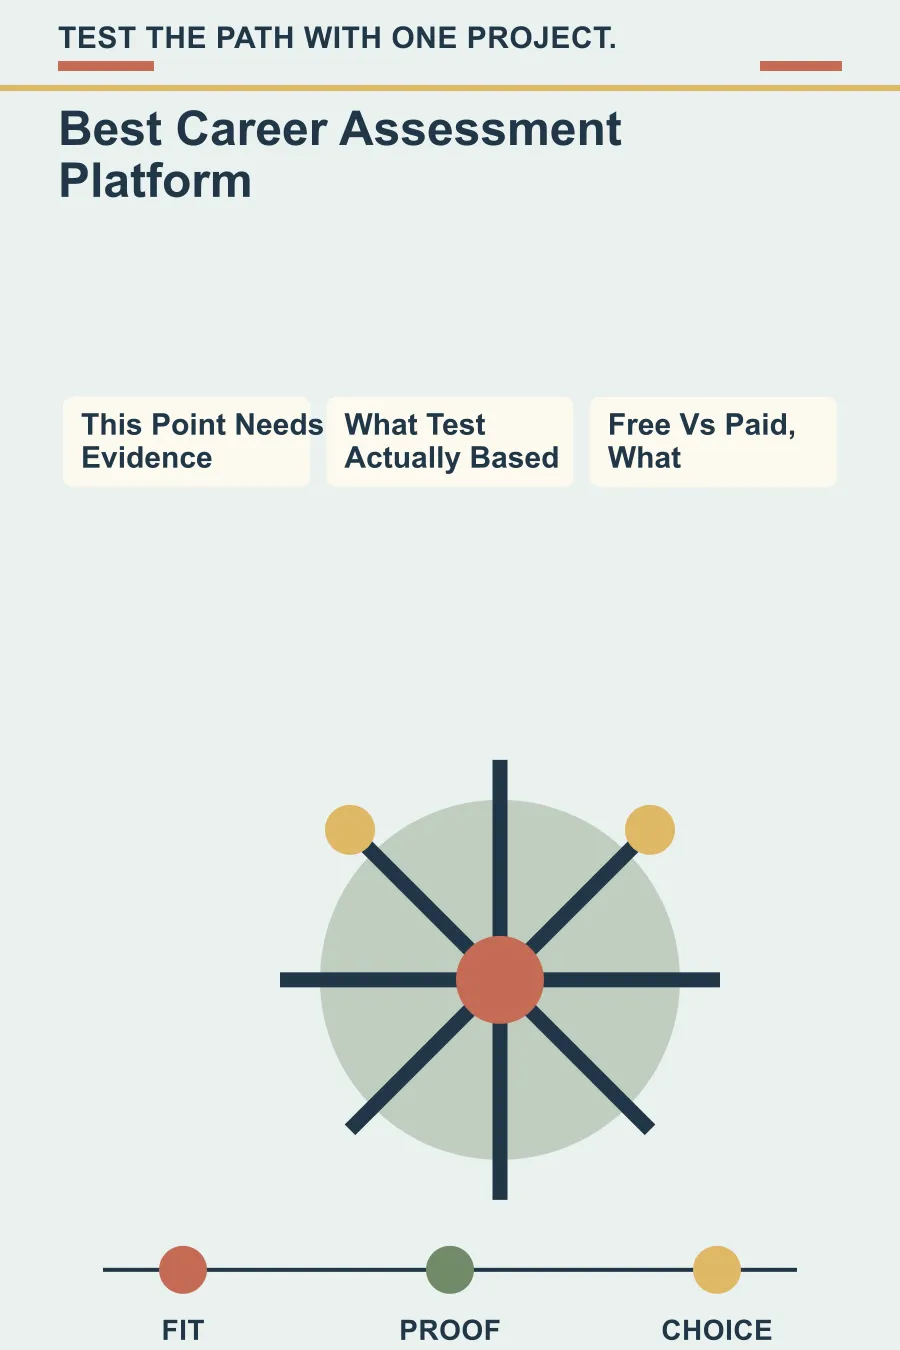 TEST THE PATH WITH ONE PROJECT.
Best Career Assessment
Platform
This Point Needs
Evidence
What Test
Actually Based
Free Vs Paid,
What
FIT
PROOF
CHOICE